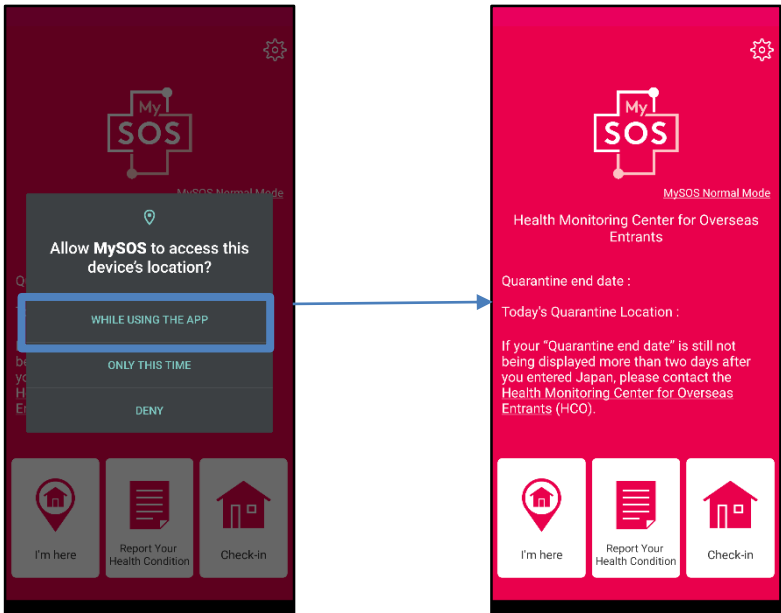 My
SOS
MySOS Normal Mode
Allow MySOS to access this
device's location?
WHILE USING THE APP
ONLY THIS TIME
DENY
I'm here
Report Your
Health Condition
Check-in
My
SOS
MySOS Normal Mode
Health Monitoring Center for Overseas
Entrants
Quarantine end date :
Today's Quarantine Location :
If your "Quarantine end date" is still not
being displayed more than two days after
you entered Japan, please contact the
Health Monitoring Center for Overseas
Entrants (HCO).
I'm here
Report Your
Health Condition
Check-in